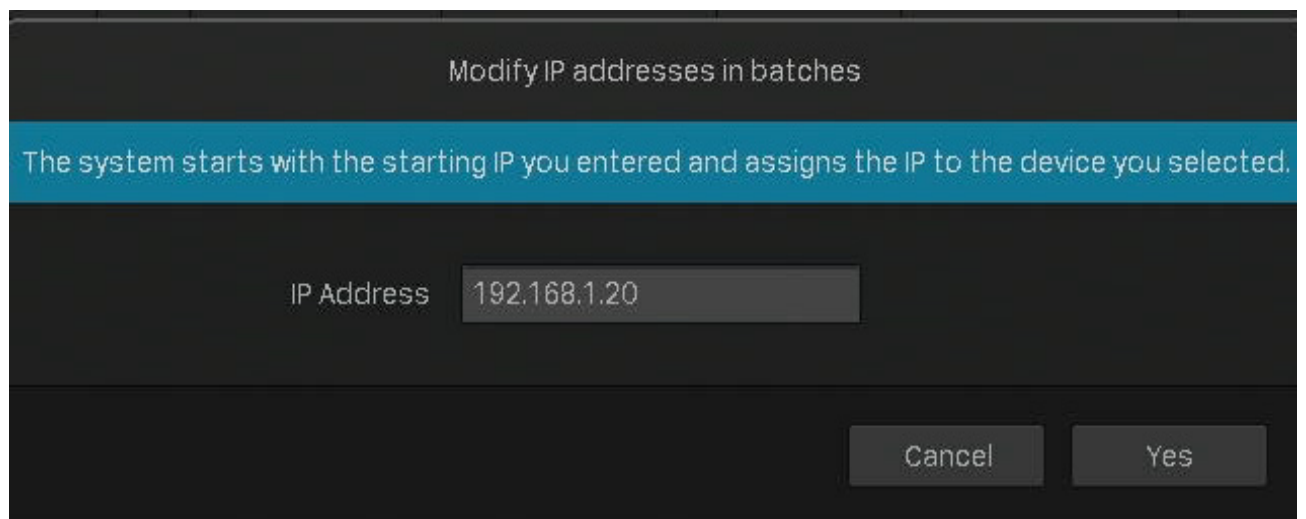 Modify IP addresses in batches
The system starts with the starting IP you entered and assigns the IP to the device you selected.
IP Address 192.168.1.20
Cancel Yes